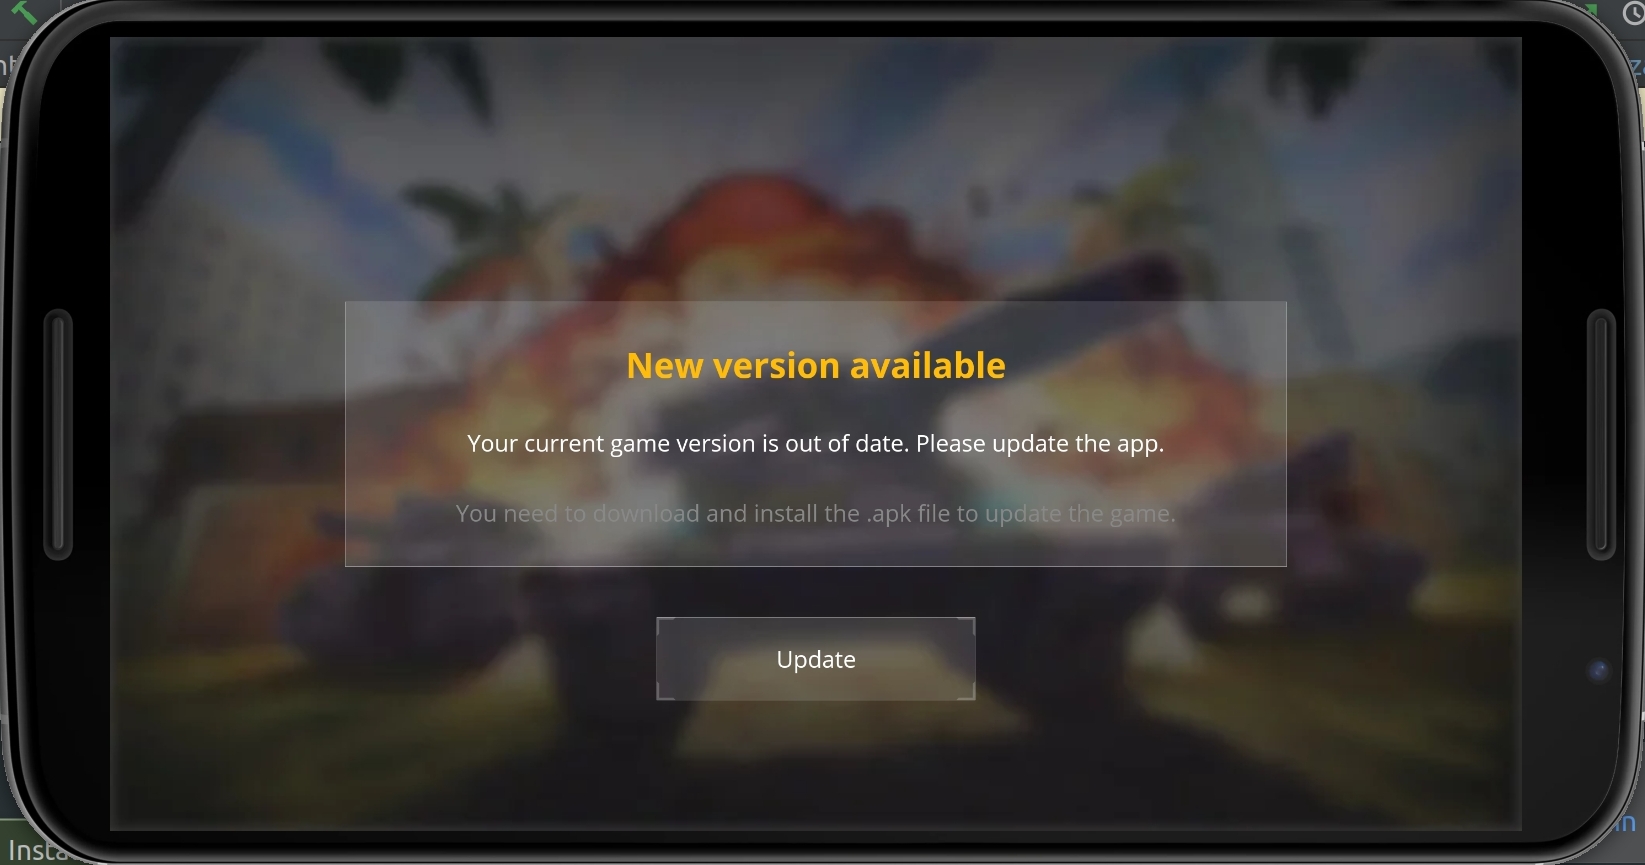 New version available
Your current game version is out of date. Please update the app.
You need to download and install the .apk file to update the game.
Update